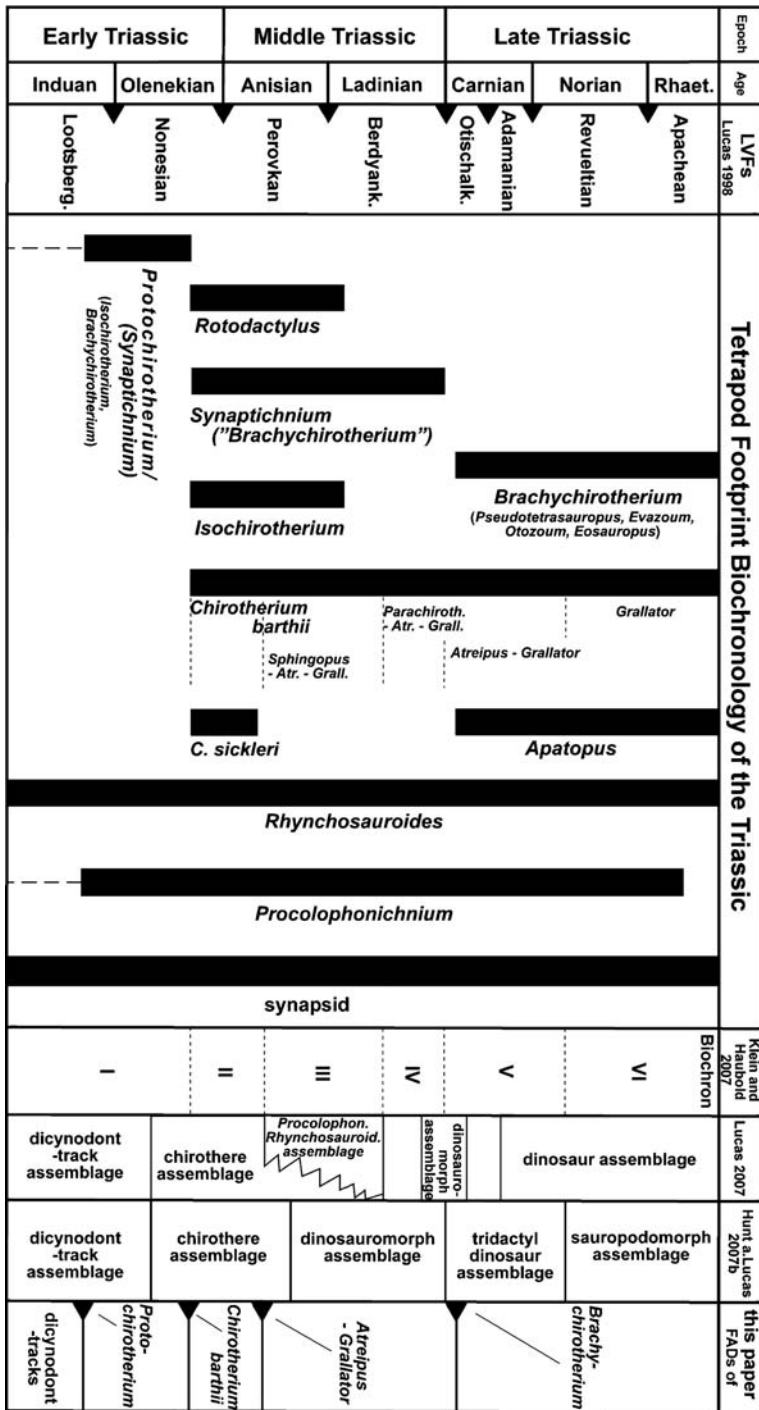 Tetrapod Footprint Biochronology of the Triassic
Epoch
Early Triassic
Middle Triassic
Late Triassic
Age
Induan
Olenekian
Anisian
Ladinian
Carnian
Norian
Rhaet.
LVFs
Lucas 1998
Lootsberg.
Nonesian
Perovkan
Berdyank.
Otischalk.
Adamanian
Revueltian
Apachean
Protochirotherium/
(Synaptichnium)
(Isochirotherium,
Brachychirotherium)
Rotodactylus
Synaptichnium
("Brachychirotherium")
Brachychirotherium
(Pseudotetrasauropus, Evazoum,
Otozoum, Eosauropus)
Isochirotherium
Chirotherium
barthii
Parachiroth.
- Atr. - Grall.
Grallator
Sphingopus
- Atr. - Grall.
Atreipus - Grallator
C. sickleri
Apatopus
Rhynchosauroides
Procolophonichnium
synapsid
Klein and
Haubold
2007
Biochron
I
II
III
IV
V
VI
Lucas 2007
dicynodont
-track
assemblage
chirothere
assemblage
Procolophon.
Rhynchosauroid.
assemblage
dinosauro-
morph
assemblage
dinosaur assemblage
Hunt a.Lucas
2007b
dicynodont
-track
assemblage
chirothere
assemblage
dinosauromorph
assemblage
tridactyl
dinosaur
assemblage
sauropodomorph
assemblage
this paper
FADs of
dicynodont
-tracks
Proto-
chirotherium
Chirotherium
barthii
Atreipus
- Grallator
Brachy-
chirotherium